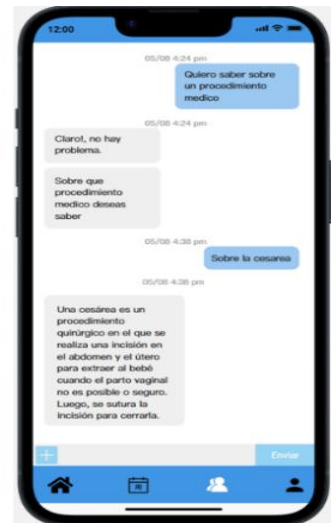 12:00
05/08 4:24 pm
Quiero saber sobre
un procedimiento
medico
05/08 4:24 pm
Claro!, no hay
problema.
Sobre que
procedimiento
medico deseas
saber
05/08 4:38 pm
Sobre la cesarea
05/08 4:38 pm
Una cesárea es un
procedimiento
quirúrgico en el que se
realiza una incisión en
el abdomen y el útero
para extraer al bebé
cuando el parto vaginal
no es posible o seguro.
Luego, se sutura la
incisión para cerrarla.
Enviar